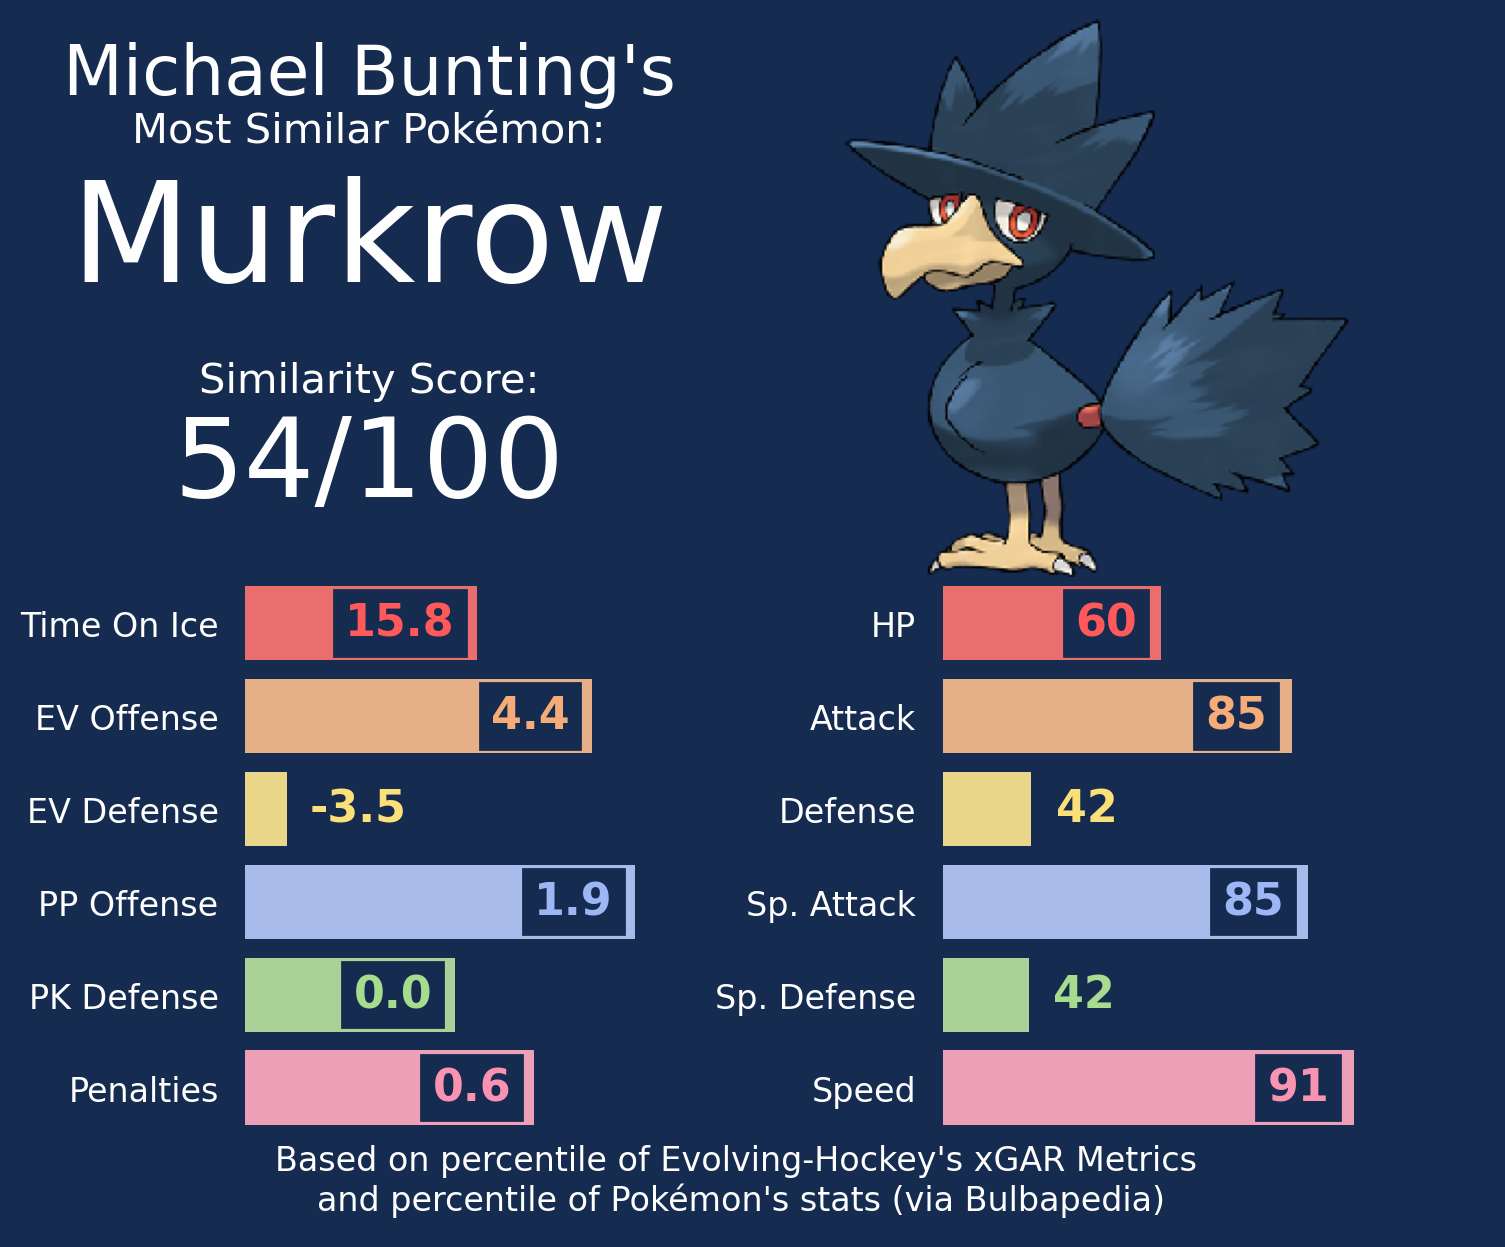 Michael Bunting's
Most Similar Pokémon:
Murkrow
Similarity Score:
54/100
Time On Ice 15.8
EV Offense 4.4
EV Defense -3.5
PP Offense 1.9
PK Defense 0.0
Penalties 0.6
HP 60
Attack 85
Defense 42
Sp. Attack 85
Sp. Defense 42
Speed 91
Based on percentile of Evolving-Hockey's xGAR Metrics
and percentile of Pokémon's stats (via Bulbapedia)